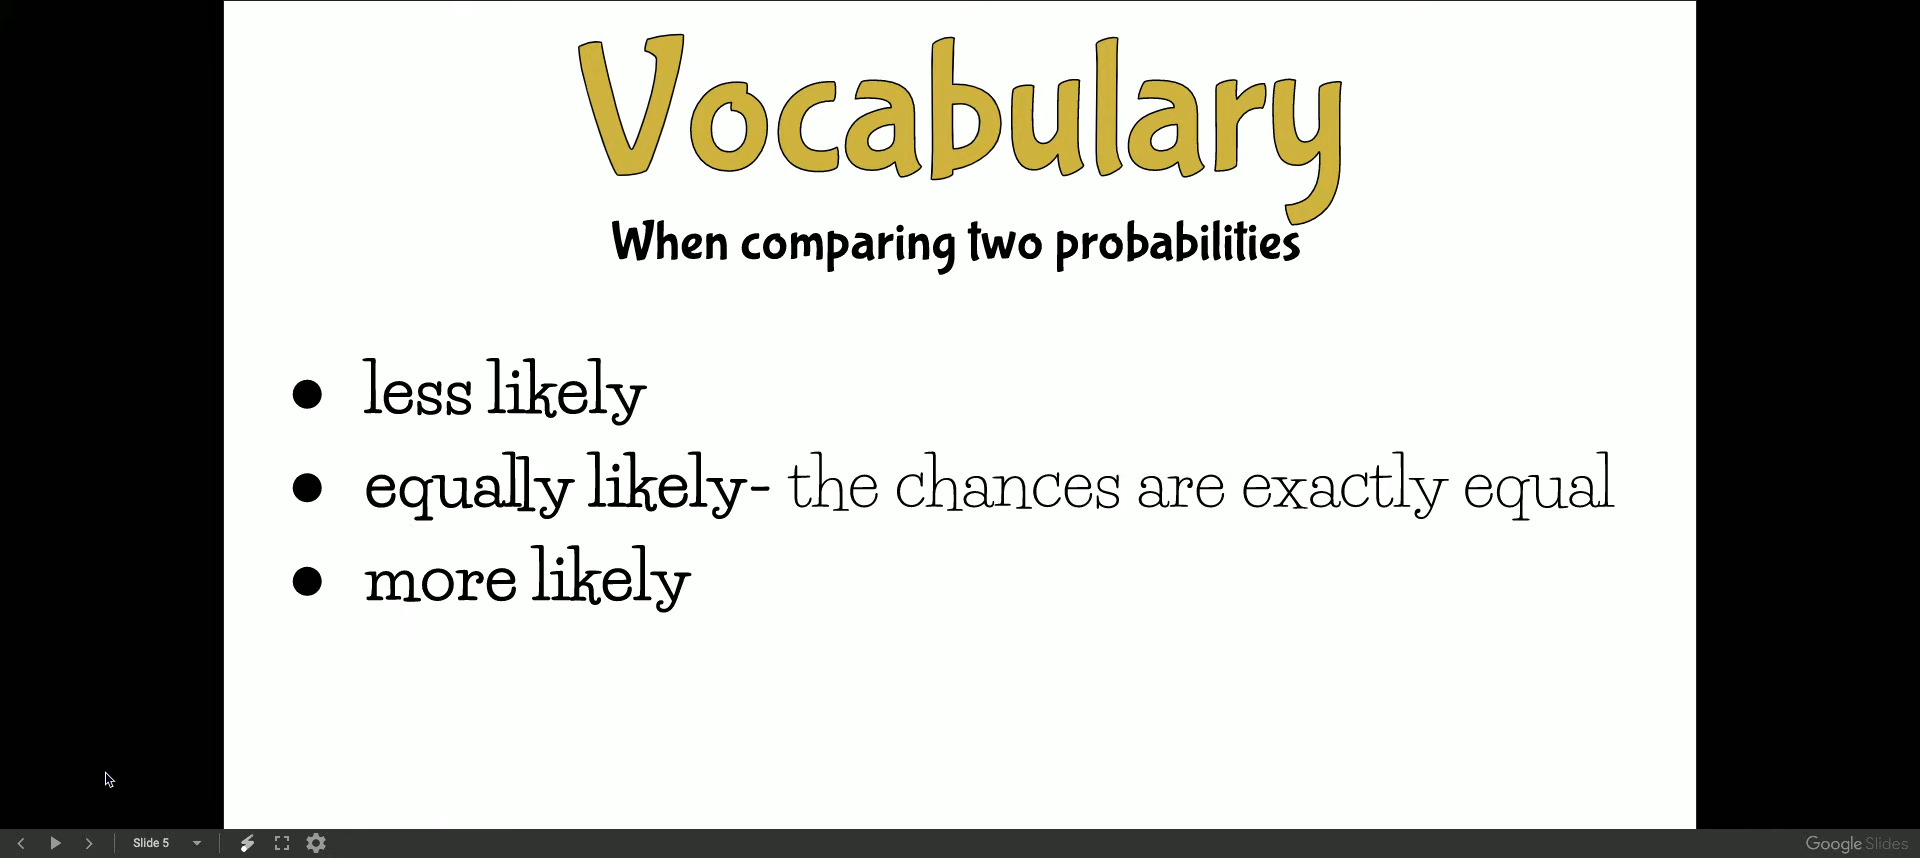 Vocabulary
When comparing two probabilities
● less likely
● equally likely- the chances are exactly equal
● more likely
Slide 5
Google Slides